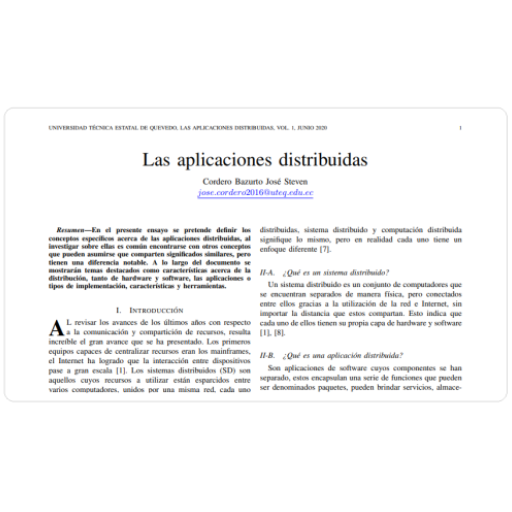 UNIVERSIDAD TÉCNICA ESTATAL DE QUEVEDO, LAS APLICACIONES DISTRIBUIDAS, VOL. 1, JUNIO 2020
1
Las aplicaciones distribuidas
Cordero Bazurto José Steven
jose.cordero2016@uteq.edu.ec
Resumen—En el presente ensayo se pretende definir los
conceptos específicos acerca de las aplicaciones distribuidas, al
investigar sobre ellas es común encontrarse con otros conceptos
que pueden asumirse que comparten significados similares, pero
tienen una diferencia notable. A lo largo del documento se
mostrarán temas destacados como características acerca de la
distribución, tanto de hardware y software, las aplicaciones o
tipos de implementación, características y herramientas.
I. INTRODUCCIÓN
AL revisar los avances de los últimos años con respecto
a la comunicación y compartición de recursos, resulta
increíble el gran avance que se ha presentado. Los primeros
equipos capaces de centralizar recursos eran los mainframes,
el Internet ha logrado que la interacción entre dispositivos
pase a gran escala [1]. Los sistemas distribuidos (SD) son
aquellos cuyos recursos a utilizar están esparcidos entre
varios computadores, unidos por una misma red, cada uno
distribuidas, sistema distribuido y computación distribuida
signifique lo mismo, pero en realidad cada uno tiene un
enfoque diferente [7].
II-A. ¿Qué es un sistema distribuido?
Un sistema distribuido es un conjunto de computadores que
se encuentran separados de manera física, pero conectados
entre ellos gracias a la utilización de la red e Internet, sin
importar la distancia que estos compartan. Esto indica que
cada uno de ellos tienen su propia capa de hardware y software
[1], [8].
II-B. ¿Qué es una aplicación distribuida?
Son aplicaciones de software cuyos componentes se han
separado, estos encapsulan una serie de funciones que pueden
ser denominados paquetes, pueden brindar servicios, almace-